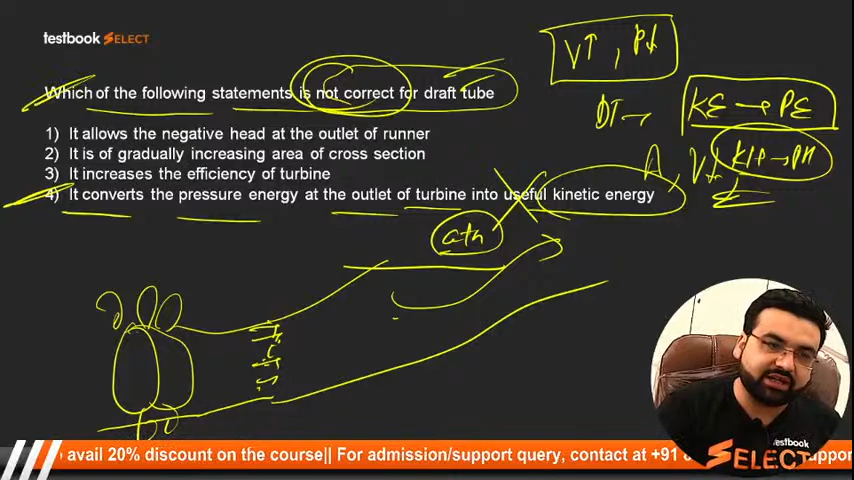 testbook SELECT
V↑ , P↓
Which of the following statements is not correct for draft tube
DT → KE → PE
1) It allows the negative head at the outlet of runner
2) It is of gradually increasing area of cross section
3) It increases the efficiency of turbine
4) It converts the pressure energy at the outlet of turbine into useful kinetic energy
KH → PH
atn
testbook
SELECT
avail 20% discount on the course|| For admission/support query, contact at +91